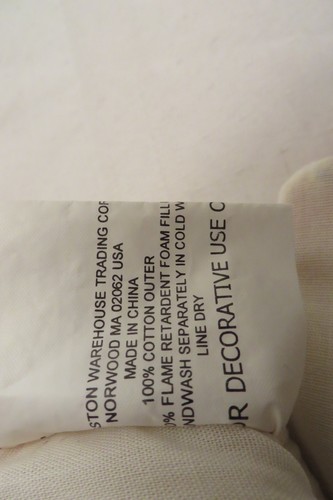 STON WAREHOUSE TRADING COR
NORWOOD MA 02062 USA
MADE IN CHINA
100% COTTON OUTER
0% FLAME RETARDENT FOAM FILL
NDWASH SEPARATELY IN COLD W
LINE DRY
R DECORATIVE USE O